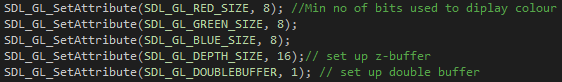 SDL_GL_SetAttribute(SDL_GL_RED_SIZE, 8); //Min no of bits used to diplay colour
SDL_GL_SetAttribute(SDL_GL_GREEN_SIZE, 8);
SDL_GL_SetAttribute(SDL_GL_BLUE_SIZE, 8);
SDL_GL_SetAttribute(SDL_GL_DEPTH_SIZE, 16);// set up z-buffer
SDL_GL_SetAttribute(SDL_GL_DOUBLEBUFFER, 1); // set up double buffer